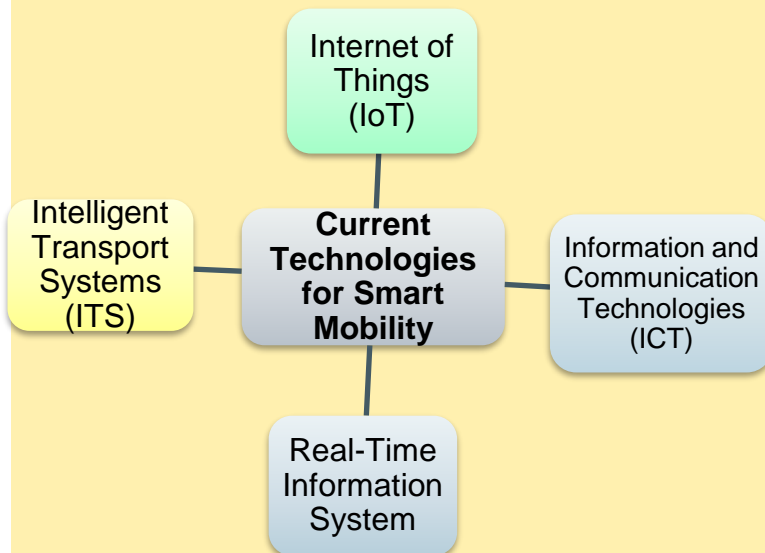 Internet of
Things
(IoT)
Intelligent
Transport
Systems
(ITS)
Current
Technologies
for Smart
Mobility
Information and
Communication
Technologies
(ICT)
Real-Time
Information
System